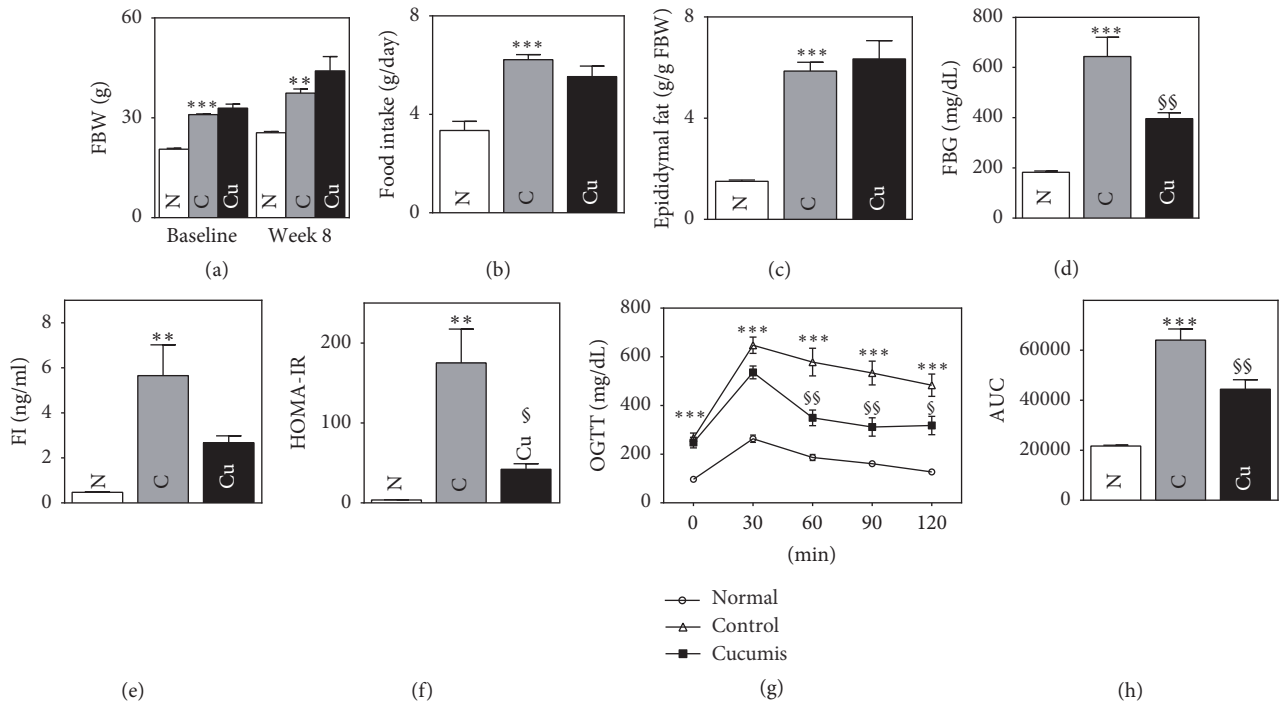 60
30
0
FBW (g)
***
**
N
C
Cu
N
C
Cu
Baseline
Week 8
(a)
8
4
0
Food intake (g/day)
***
N
C
Cu
(b)
8
4
0
Epididymal fat (g/g FBW)
***
N
C
Cu
(c)
800
600
400
200
0
FBG (mg/dL)
***
§§
N
C
Cu
(d)
8
6
4
2
0
FI (ng/ml)
**
N
C
Cu
(e)
200
100
0
HOMA-IR
**
§
N
C
Cu
(f)
800
600
400
200
0
OGTT (mg/dL)
***
***
***
***
***
§§
§§
§
0
30
60
90
120
(min)
Normal
Control
Cucumis
(g)
60000
40000
20000
0
AUC
***
§§
N
C
Cu
(h)